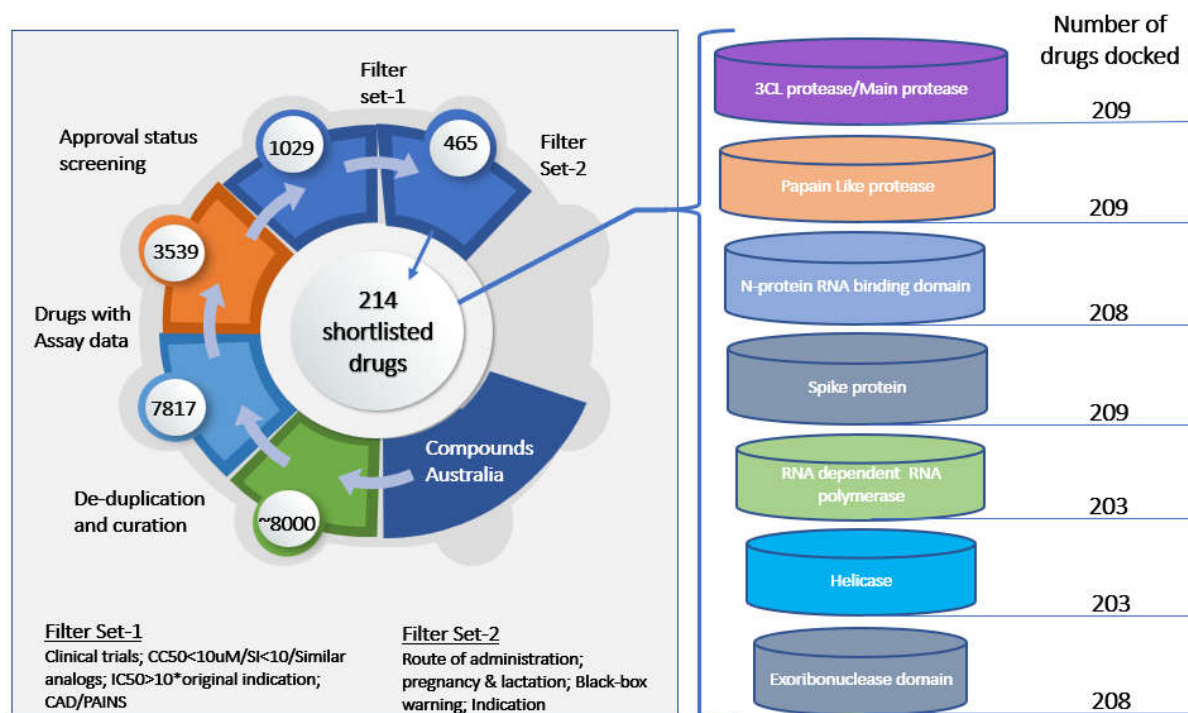 Number of
drugs docked
Filter
set-1
Approval status
screening
1029
465
Filter
Set-2
3539
Drugs with
Assay data
7817
214
shortlisted
drugs
Compounds
Australia
De-duplication
and curation
~8000
Filter Set-1
Clinical trials; CC50<10uM/SI<10/Similar
analogs; IC50>10*original indication;
CAD/PAINS
Filter Set-2
Route of administration;
pregnancy & lactation; Black-box
warning; Indication
3CL protease/Main protease
209
Papain Like protease
209
N-protein RNA binding domain
208
Spike protein
209
RNA dependent RNA
polymerase
203
Helicase
203
Exoribonuclease domain
208